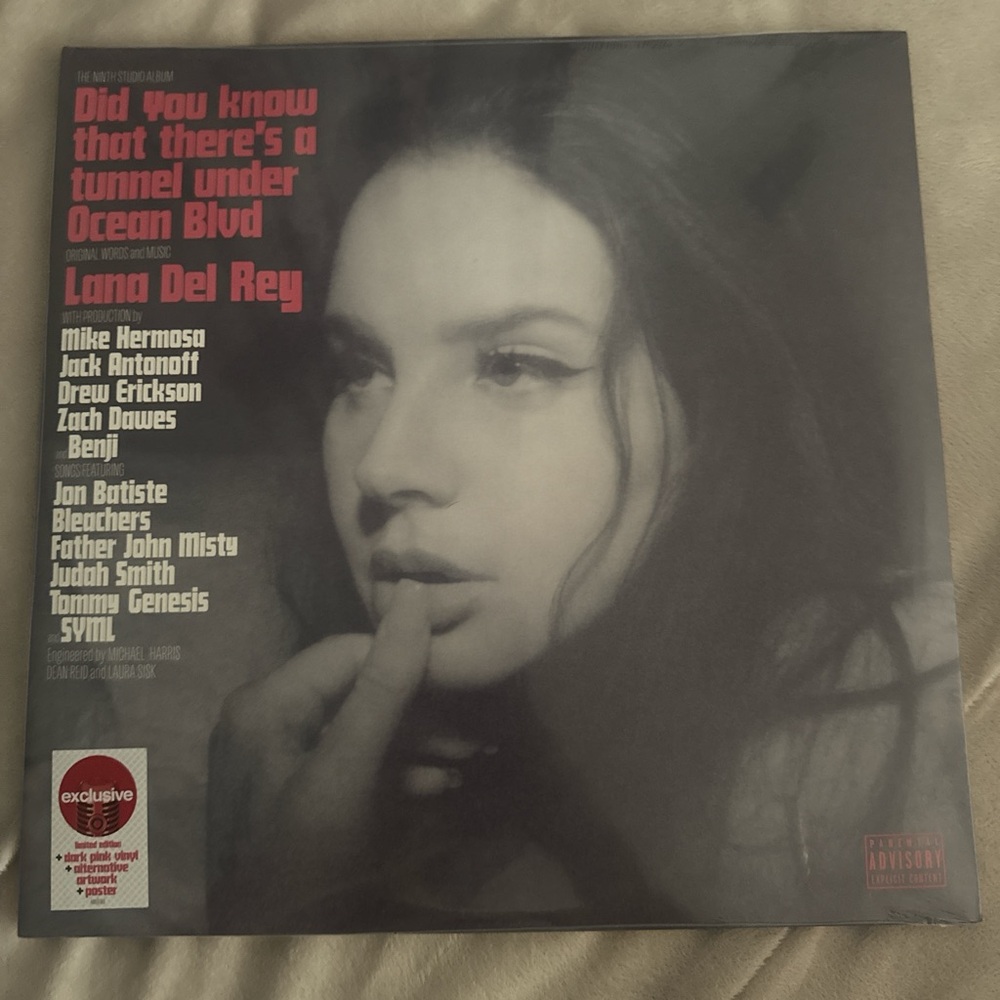 THE NINTH STUDIO ALBUM
Did you know
that there's a
tunnel under
Ocean Blvd
ORIGINAL WORDS and MUSIC
Lana Del Rey
WITH PRODUCTION by
Mike Hermosa
Jack Antonoff
Drew Erickson
Zach Dawes
and Benji
SONGS FEATURING
Jon Batiste
Bleachers
Father John Misty
Judah Smith
Tommy Genesis
SYML
Engineered by MICHAEL HARRIS
DEAN REID and LAURA SISK
exclusive
limited edition
+dark pink vinyl
+alternative
artwork
+poster
PARENTAL
ADVISORY
EXPLICIT CONTENT